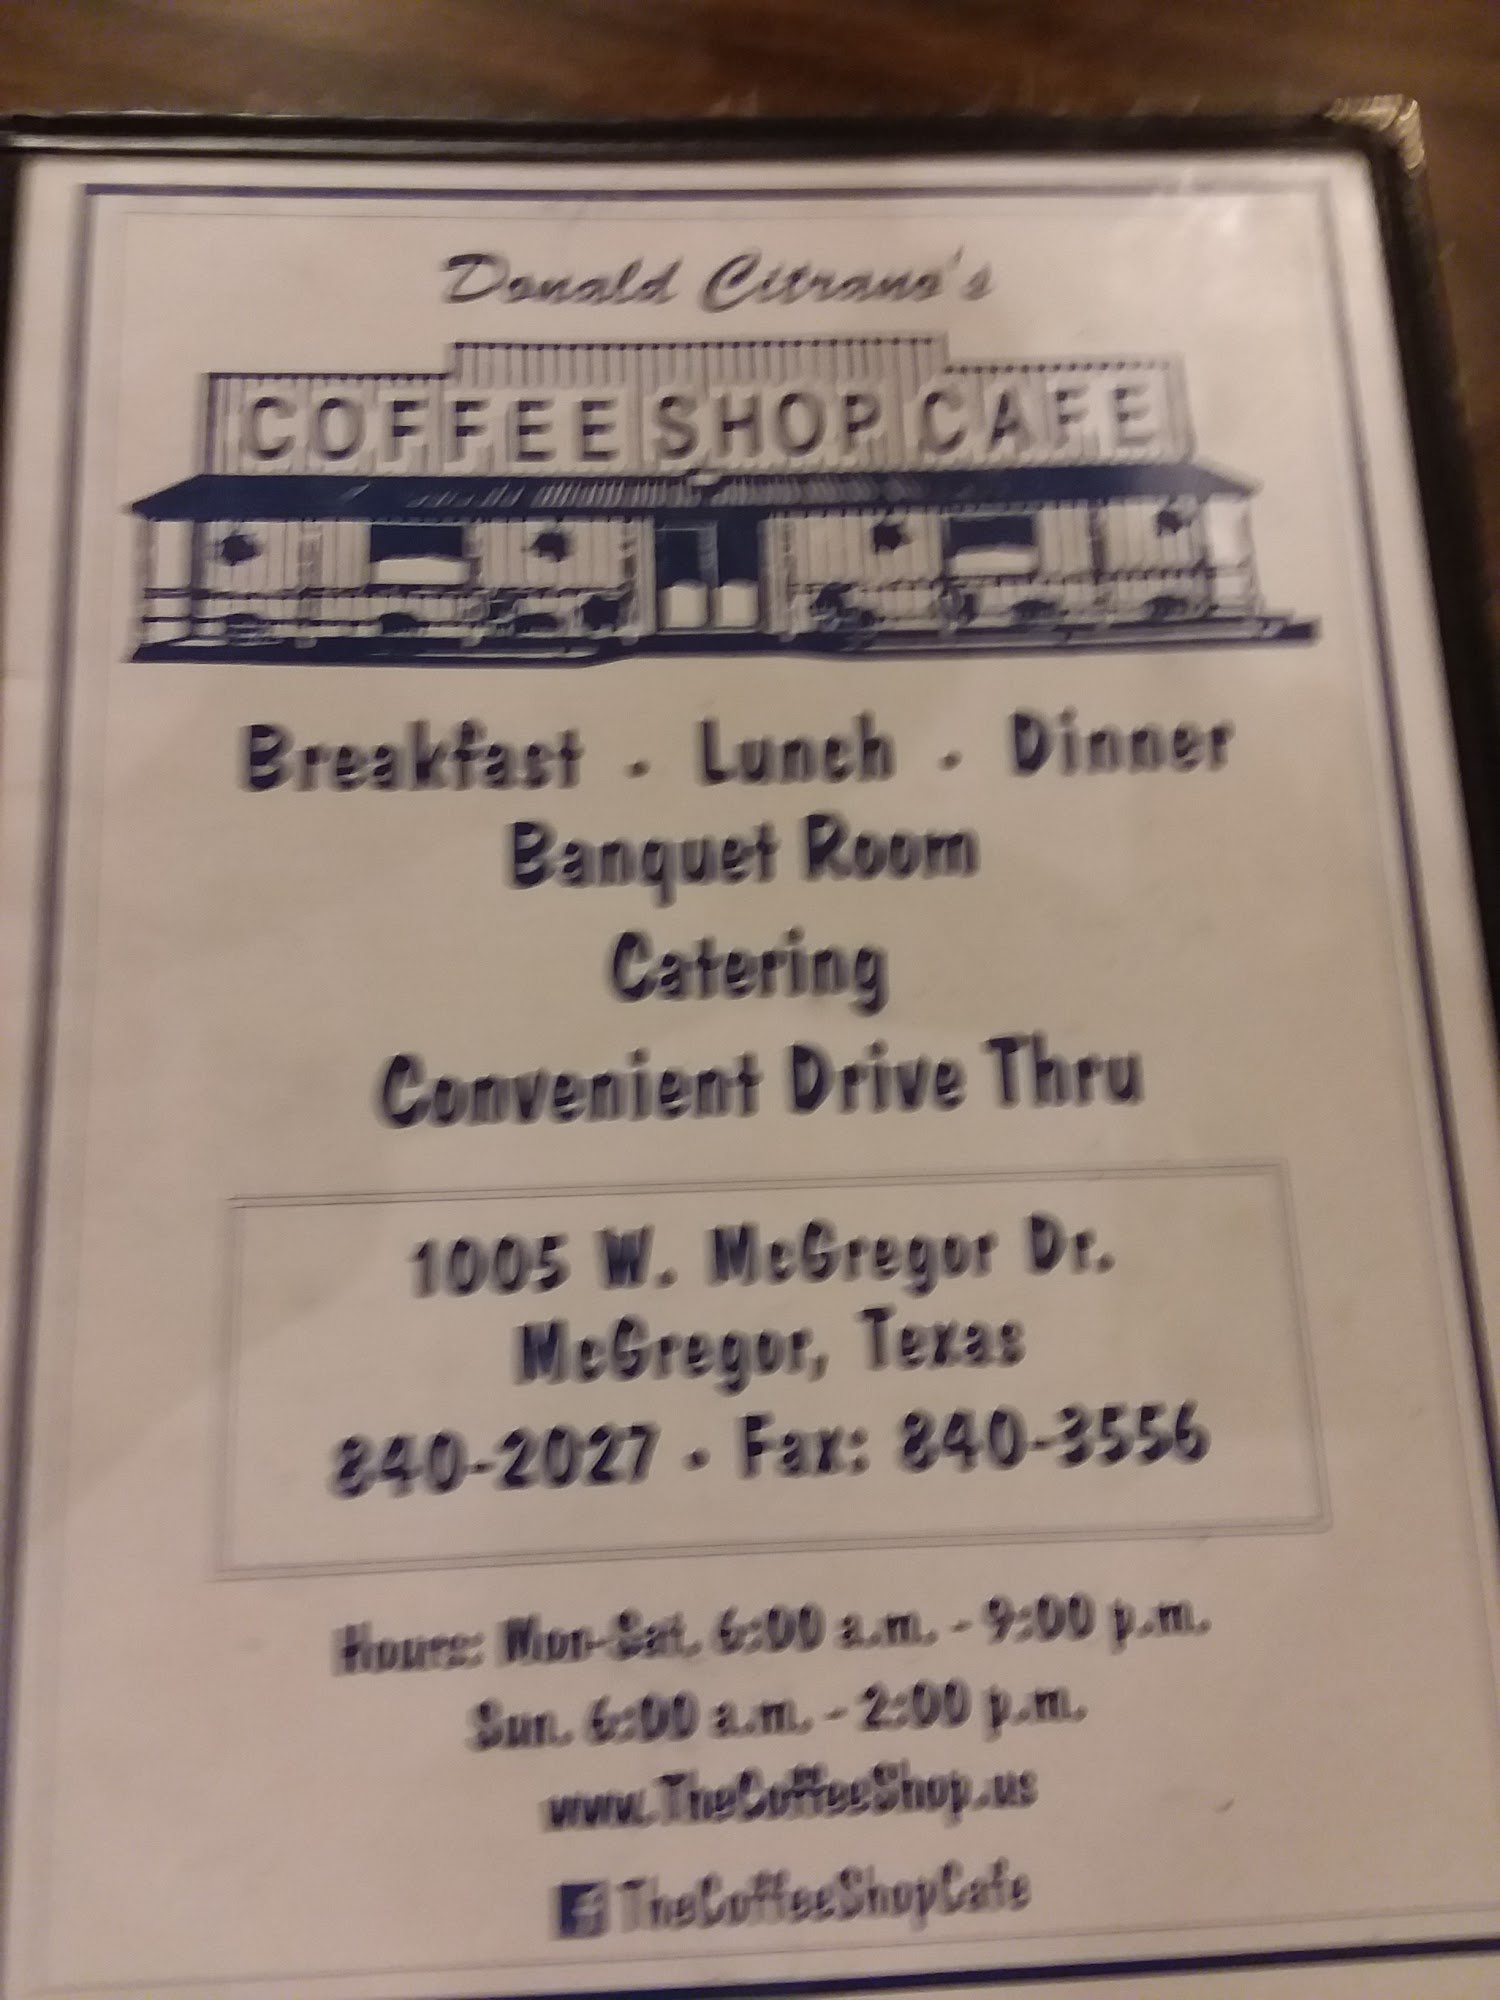 Donald Citrano's
COFFEE SHOP CAFE
Breakfast - Lunch - Dinner
Banquet Room
Catering
Convenient Drive Thru
1005 W. McGregor Dr.
McGregor, Texas
840-2027 - Fax: 840-3556
Hours: Mon-Sat. 6:00 a.m. - 9:00 p.m.
Sun. 6:00 a.m. - 2:00 p.m.
www.TheCoffeeShop.us
f TheCoffeeShopCafe